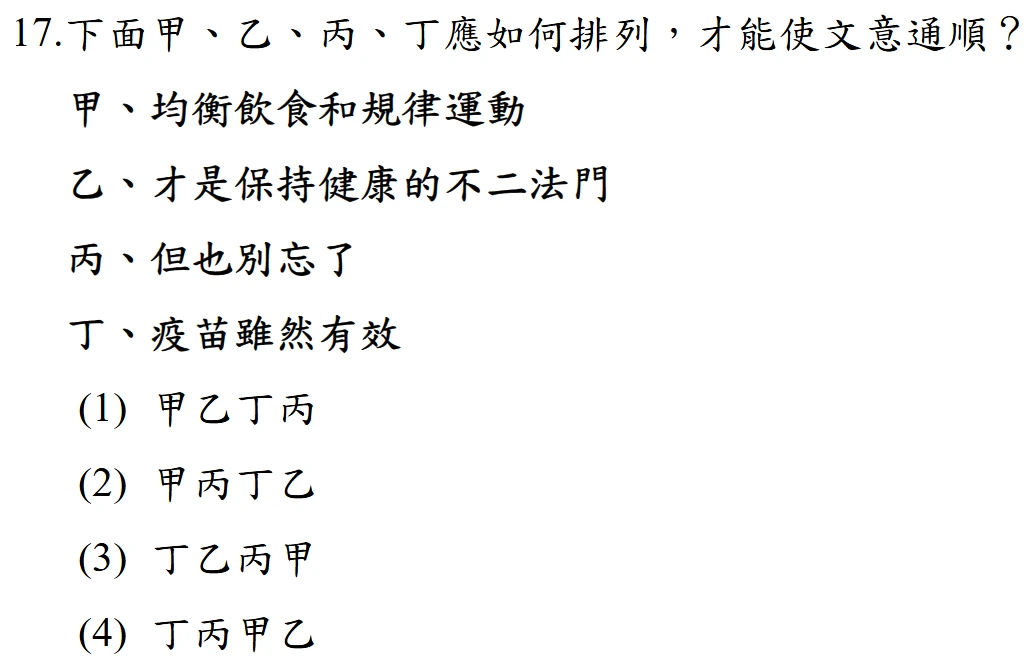 17.下面甲、乙、丙、丁應如何排列，才能使文意通順？
甲、均衡飲食和規律運動
乙、才是保持健康的不二法門
丙、但也別忘了
丁、疫苗雖然有效
(1) 甲乙丁丙
(2) 甲丙丁乙
(3) 丁乙丙甲
(4) 丁丙甲乙